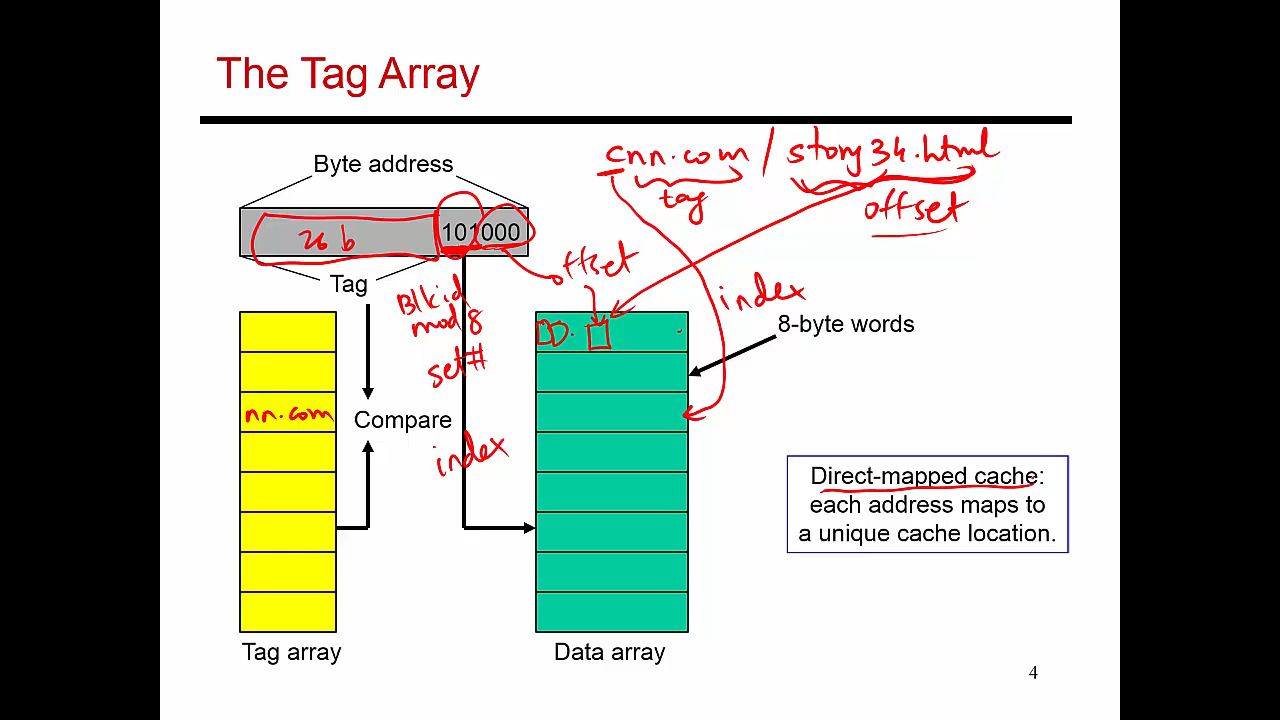 The Tag Array
Byte address
cnn.com / story34.html
tag
offset
26 b
101000
offset
Tag
Blk id
mod 8
set#
index
index
8-byte words
nn.com
Compare
Direct-mapped cache:
each address maps to
a unique cache location.
Tag array
Data array
4